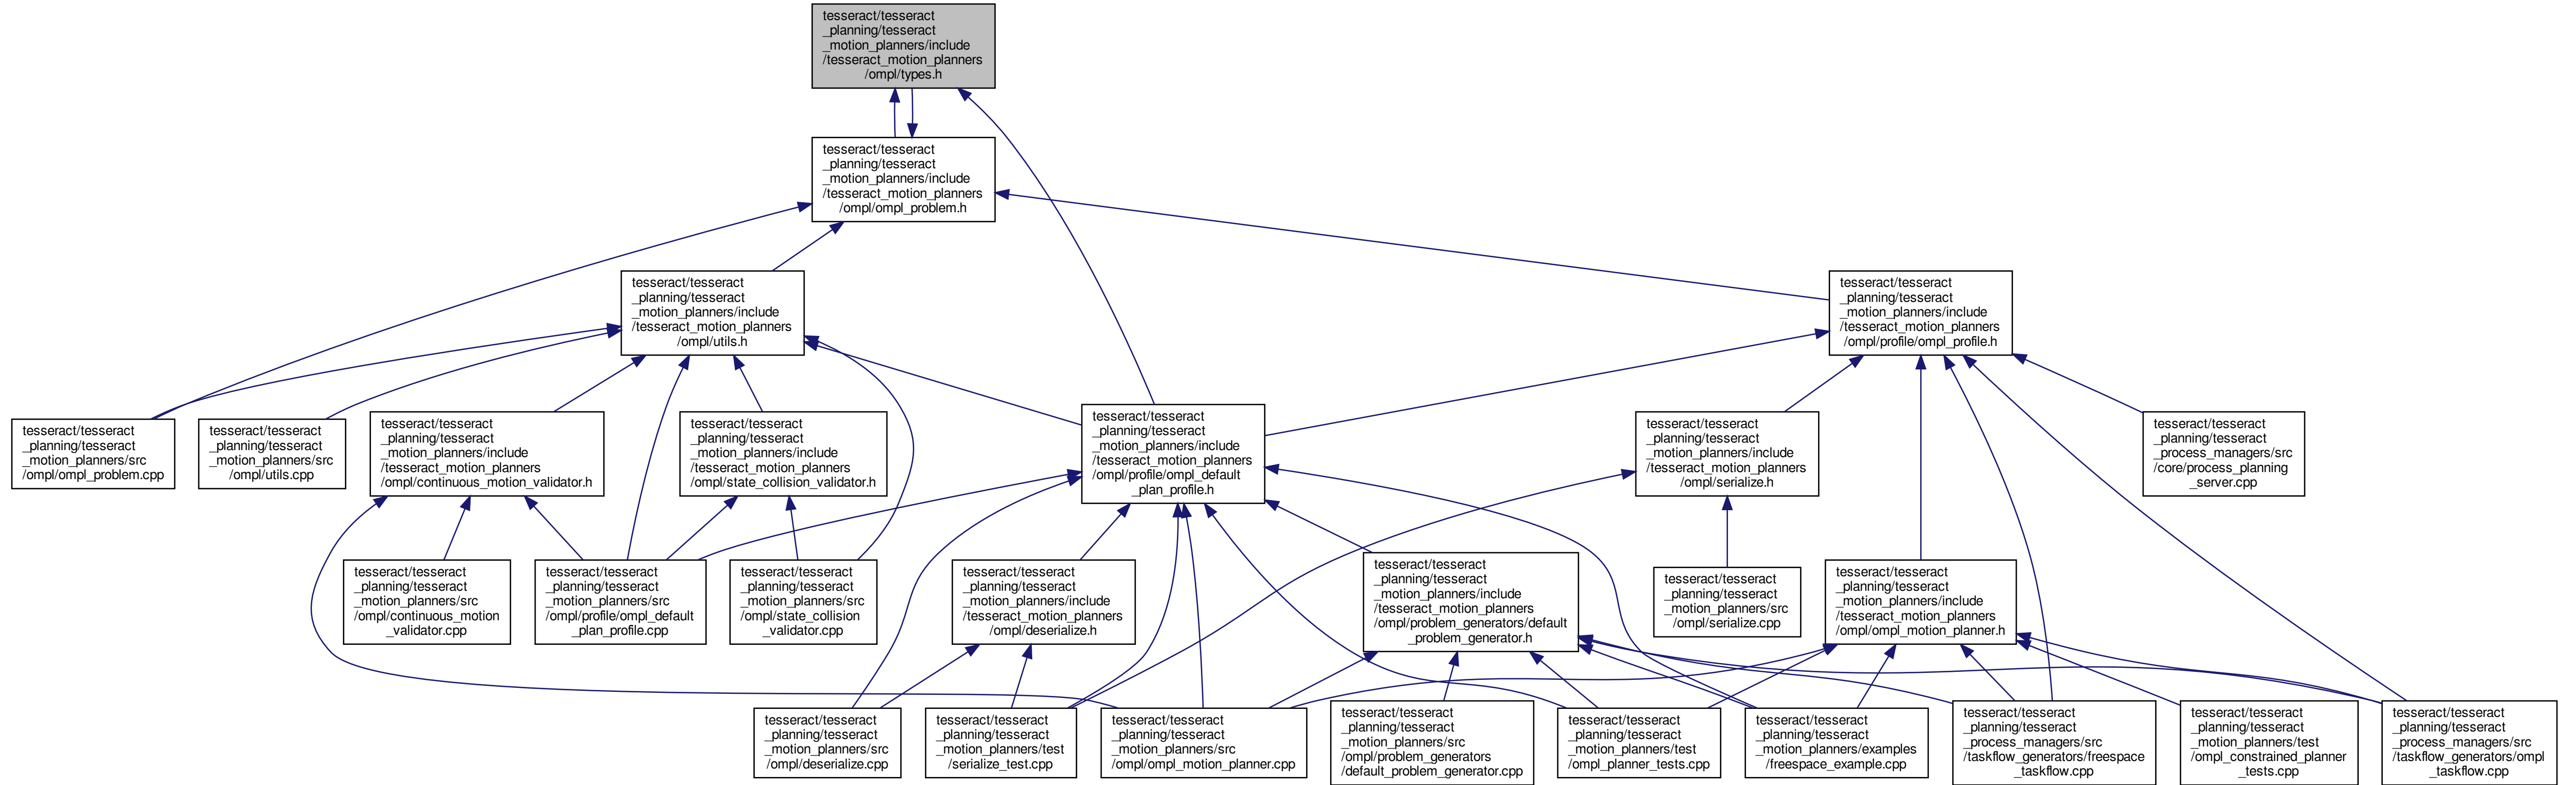 tesseract/tesseract
_planning/tesseract
_motion_planners/include
/tesseract_motion_planners
/ompl/types.h
tesseract/tesseract
_planning/tesseract
_motion_planners/include
/tesseract_motion_planners
/ompl/ompl_problem.h
tesseract/tesseract
_planning/tesseract
_motion_planners/include
/tesseract_motion_planners
/ompl/utils.h
tesseract/tesseract
_planning/tesseract
_motion_planners/include
/tesseract_motion_planners
/ompl/profile/ompl_profile.h
tesseract/tesseract
_planning/tesseract
_motion_planners/src
/ompl/ompl_problem.cpp
tesseract/tesseract
_planning/tesseract
_motion_planners/src
/ompl/utils.cpp
tesseract/tesseract
_planning/tesseract
_motion_planners/include
/tesseract_motion_planners
/ompl/continuous_motion_validator.h
tesseract/tesseract
_planning/tesseract
_motion_planners/include
/tesseract_motion_planners
/ompl/state_collision_validator.h
tesseract/tesseract
_planning/tesseract
_motion_planners/include
/tesseract_motion_planners
/ompl/profile/ompl_default
_plan_profile.h
tesseract/tesseract
_planning/tesseract
_motion_planners/include
/tesseract_motion_planners
/ompl/serialize.h
tesseract/tesseract
_planning/tesseract
_process_managers/src
/core/process_planning
_server.cpp
tesseract/tesseract
_planning/tesseract
_motion_planners/src
/ompl/continuous_motion
_validator.cpp
tesseract/tesseract
_planning/tesseract
_motion_planners/src
/ompl/profile/ompl_default
_plan_profile.cpp
tesseract/tesseract
_planning/tesseract
_motion_planners/src
/ompl/state_collision
_validator.cpp
tesseract/tesseract
_planning/tesseract
_motion_planners/include
/tesseract_motion_planners
/ompl/deserialize.h
tesseract/tesseract
_planning/tesseract
_motion_planners/include
/tesseract_motion_planners
/ompl/problem_generators/default
_problem_generator.h
tesseract/tesseract
_planning/tesseract
_motion_planners/src
/ompl/serialize.cpp
tesseract/tesseract
_planning/tesseract
_motion_planners/include
/tesseract_motion_planners
/ompl/ompl_motion_planner.h
tesseract/tesseract
_planning/tesseract
_motion_planners/src
/ompl/deserialize.cpp
tesseract/tesseract
_planning/tesseract
_motion_planners/test
/serialize_test.cpp
tesseract/tesseract
_planning/tesseract
_motion_planners/src
/ompl/ompl_motion_planner.cpp
tesseract/tesseract
_planning/tesseract
_motion_planners/src
/ompl/problem_generators
/default_problem_generator.cpp
tesseract/tesseract
_planning/tesseract
_motion_planners/test
/ompl_planner_tests.cpp
tesseract/tesseract
_planning/tesseract
_motion_planners/examples
/freespace_example.cpp
tesseract/tesseract
_planning/tesseract
_process_managers/src
/taskflow_generators/freespace
_taskflow.cpp
tesseract/tesseract
_planning/tesseract
_motion_planners/test
/ompl_constrained_planner
_tests.cpp
tesseract/tesseract
_planning/tesseract
_process_managers/src
/taskflow_generators/ompl
_taskflow.cpp